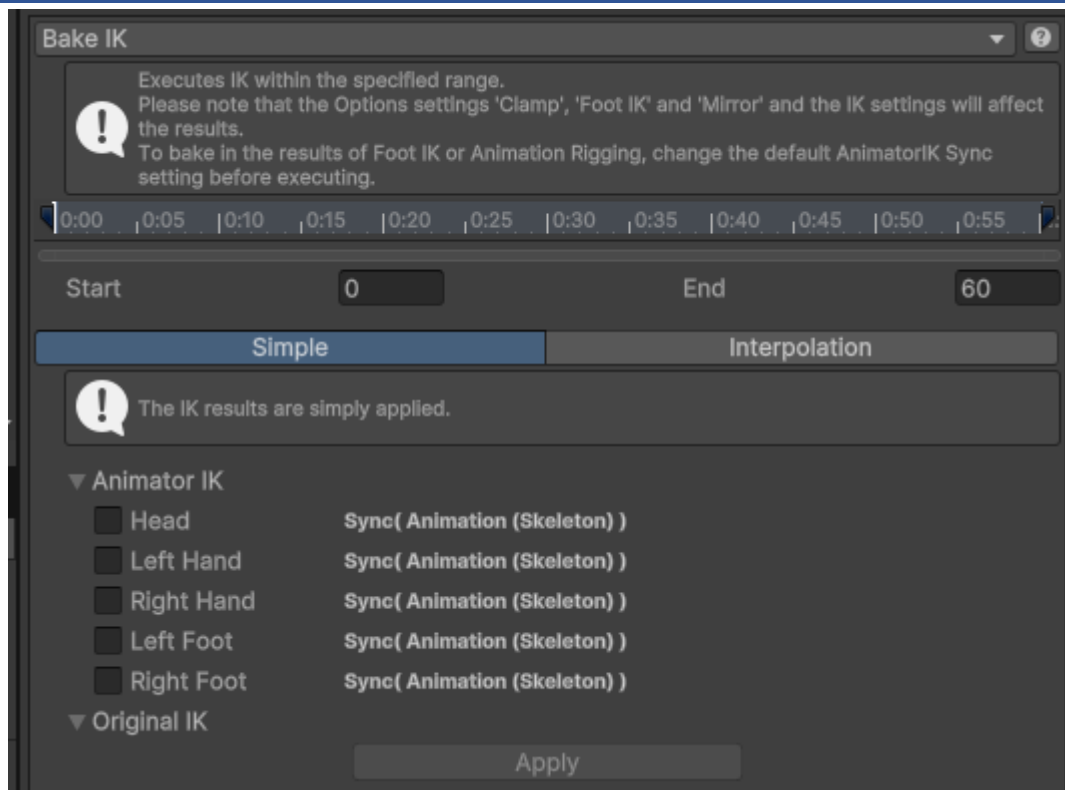 Bake IK
Executes IK within the specified range.
Please note that the Options settings 'Clamp', 'Foot IK' and 'Mirror' and the IK settings will affect
the results.
To bake in the results of Foot IK or Animation Rigging, change the default AnimatorIK Sync
setting before executing.
0:00 0:05 0:10 0:15 0:20 0:25 0:30 0:35 0:40 0:45 0:50 0:55
Start 0 End 60
Simple Interpolation
The IK results are simply applied.
Animator IK
Head Sync( Animation (Skeleton) )
Left Hand Sync( Animation (Skeleton) )
Right Hand Sync( Animation (Skeleton) )
Left Foot Sync( Animation (Skeleton) )
Right Foot Sync( Animation (Skeleton) )
Original IK
Apply